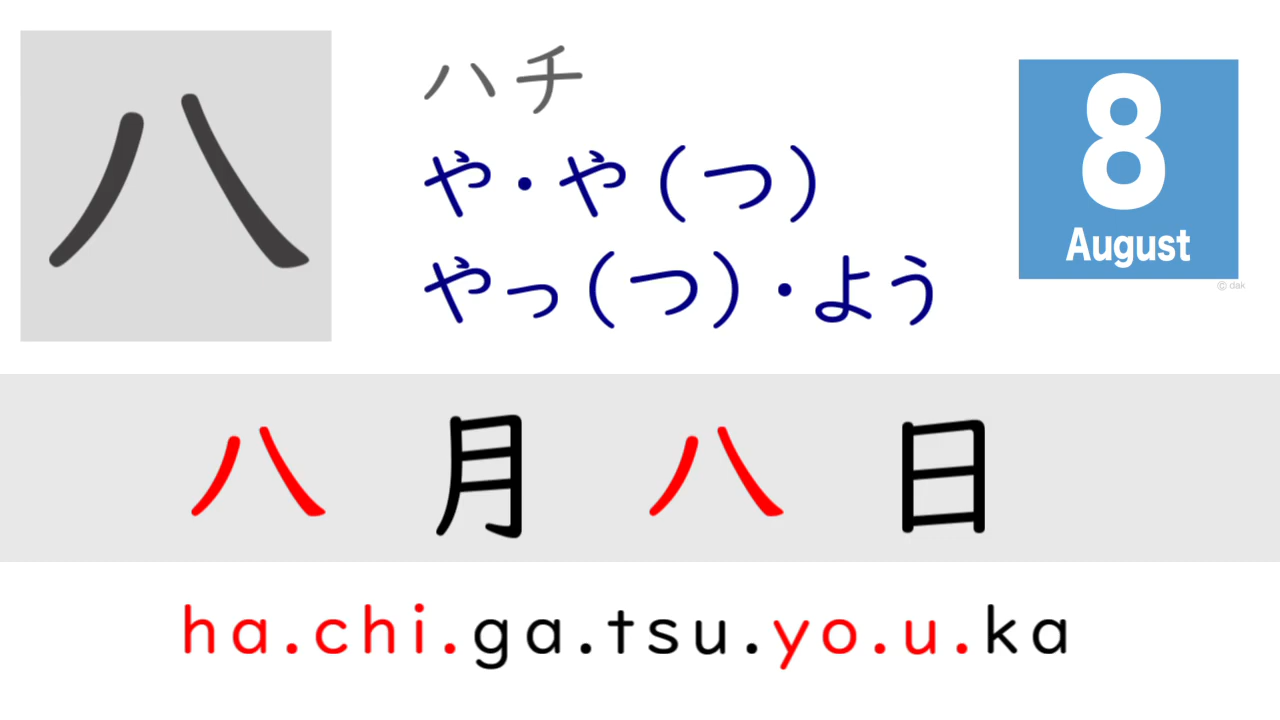 八
ハチ
や・や(つ)
やっ(つ)・よう
8
August
© dak
八月八日
ha.chi.ga.tsu.yo.u.ka